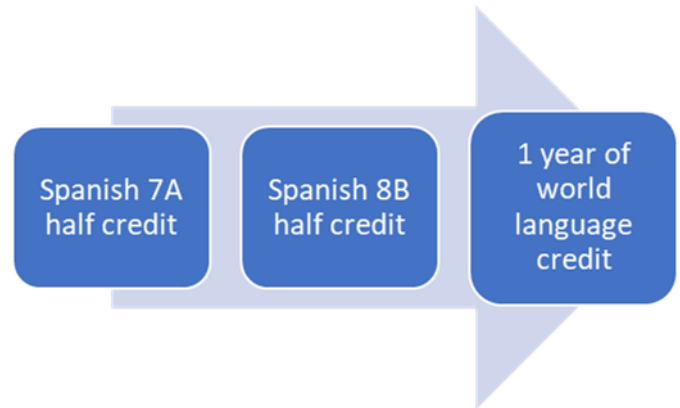 Spanish 7A
half credit
Spanish 8B
half credit
1 year of
world
language
credit